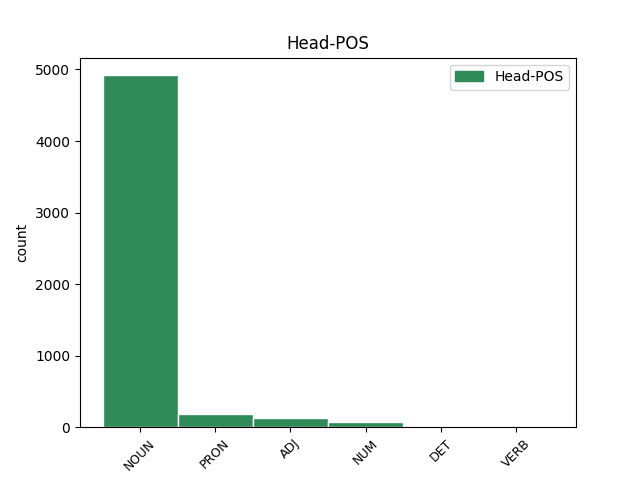 Head-POS
Head-POS
5000
4000
3000
2000
1000
0
count
NOUN
PRON
ADJ
NUM
DET
VERB